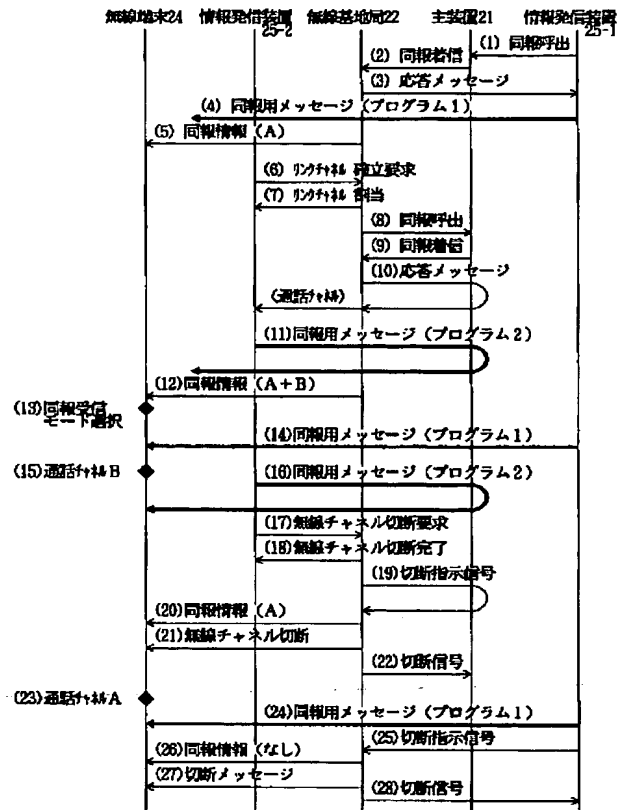 無線端末24 情報発信装置25-2 無線基地局22 主装置21 情報発信装置25-1
(1) 同報呼出
(2) 同報着信
(3) 応答メッセージ
(4) 同報用メッセージ(プログラム1)
(5) 同報情報(A)
(6) リンクチャネル 確立要求
(7) リンクチャネル 割当
(8) 同報呼出
(9) 同報着信
(10)応答メッセージ
(通話チャネル)
(11)同報用メッセージ(プログラム2)
(12)同報情報(A+B)
(13)同報受信
モード選択
(14)同報用メッセージ(プログラム1)
(15)通話チャネルB
(16)同報用メッセージ(プログラム2)
(17)無線チャネル切断要求
(18)無線チャネル切断完了
(19)切断指示信号
(20)同報情報(A)
(21)無線チャネル切断
(22)切断信号
(23)通話チャネルA
(24)同報用メッセージ(プログラム1)
(25)切断指示信号
(26)同報情報(なし)
(27)切断メッセージ
(28)切断信号